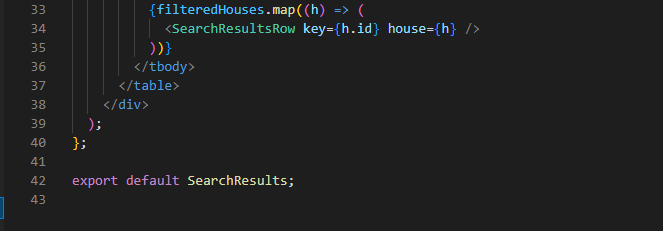 33 {filteredHouses.map((h) => (
34 <SearchResultsRow key={h.id} house={h} />
35 ))}
36 </tbody>
37 </table>
38 </div>
39 );
40 };
41
42 export default SearchResults;
43